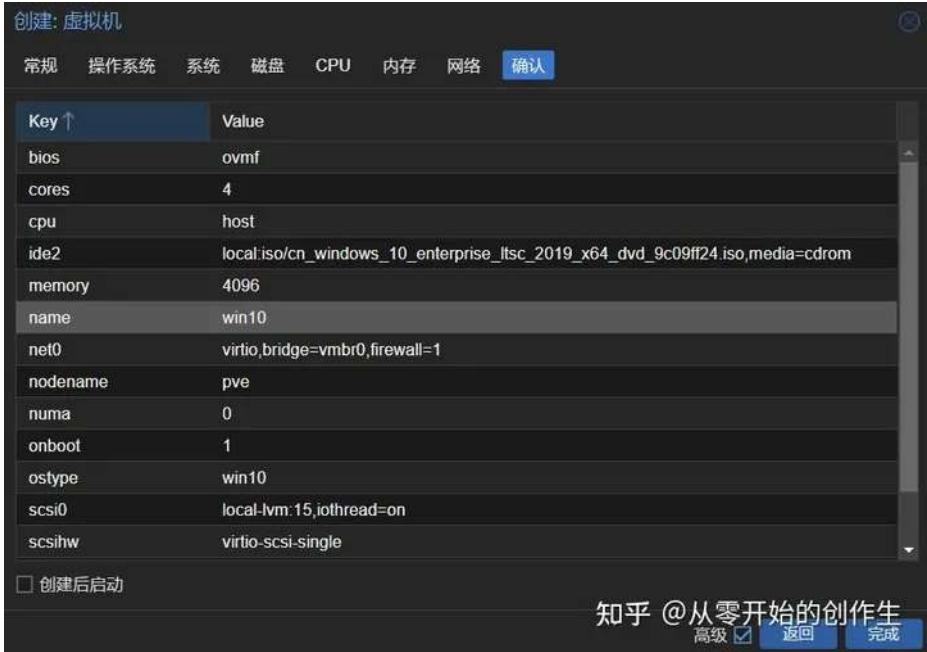 创建: 虚拟机
常规 操作系统 系统 磁盘 CPU 内存 网络 确认
Key Value
bios ovmf
cores 4
cpu host
ide2 local:iso/cn_windows_10_enterprise_ltsc_2019_x64_dvd_9c09ff24.iso,media=cdrom
memory 4096
name win10
net0 virtio,bridge=vmbr0,firewall=1
nodename pve
numa 0
onboot 1
ostype win10
scsi0 local-lvm:15,iothread=on
scsihw virtio-scsi-single
创建后启动
知乎 @从零开始的创作生
高级 返回 完成